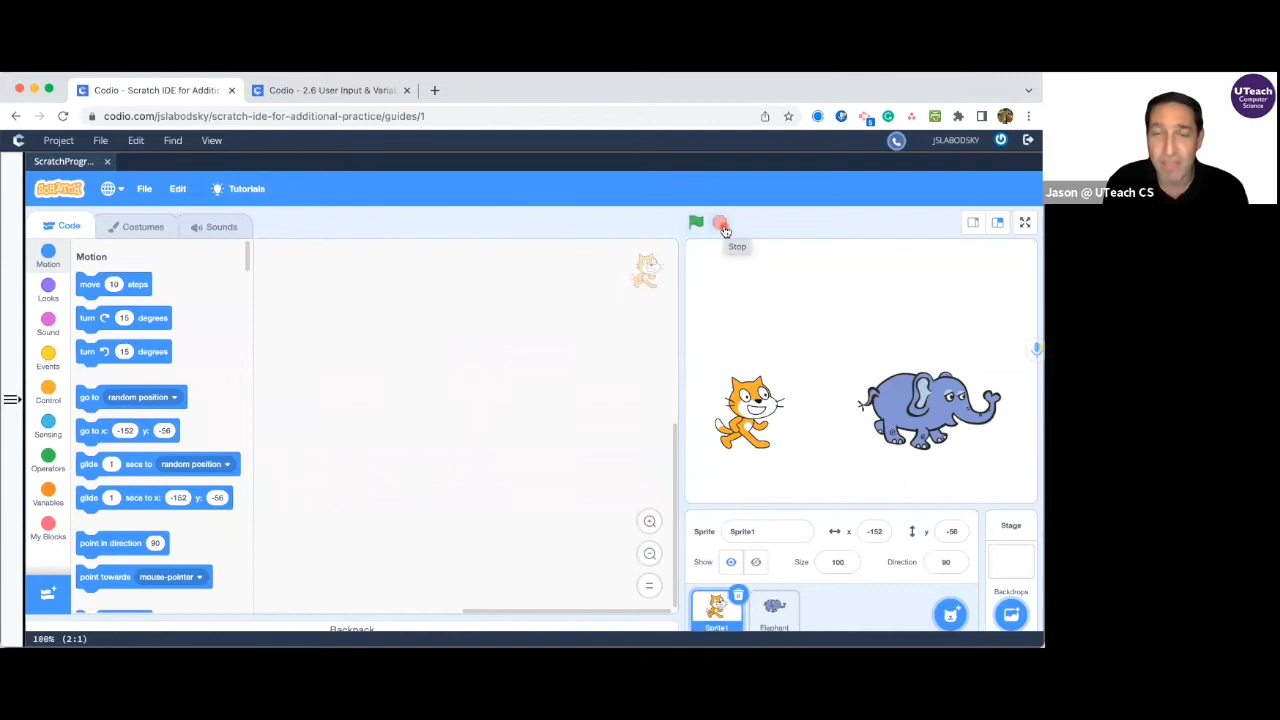 Codio - Scratch IDE for Additio
Codio - 2.6 User Input & Varial
codio.com/jslabodsky/scratch-ide-for-additional-practice/guides/1
5
UTeach
Computer
Science
Project File Edit Find View
jSLABODSKY
ScratchProgr...
SCRATCH File Edit Tutorials
Jason @ UTeach CS
Code Costumes Sounds
Stop
Motion
Looks
Sound
Events
Control
Sensing
Operators
Variables
My Blocks
Motion
move 10 steps
turn 15 degrees
turn 15 degrees
go to random position
go to x: -152 y: -56
glide 1 secs to random position
glide 1 secs to x: -152 y: -56
point in direction 90
point towards mouse-pointer
Sprite Sprite1 x -152 y -56
Show Size 100 Direction 90
Sprite1
Elephant
Stage
Backdrops
Backpack
100% (2:1)